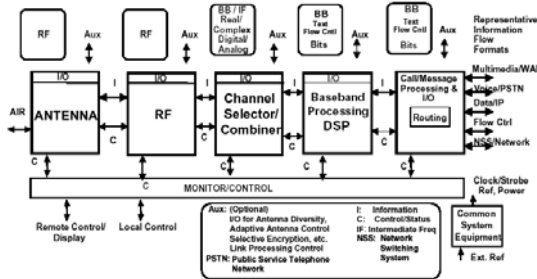 RF
Aux
RF
Aux
BB / IF
Real/
Complex
Digital/
Analog
Aux
BB
Text
Flow Cntl
Bits
Aux
BB
Text
Flow Cntl
Bits
Aux
Representative
Information
Flow
Formats
I/O
ANTENNA
I/O
RF
I/O
Channel
Selector/
Combiner
I/O
Baseband
Processing
DSP
Call/Message
Processing &
I/O
Routing
AIR
I
C
I
C
I
C
I
C
Multimedia/WAP
Voice/PSTN
Data/IP
Flow Ctrl
NSS/Network
C
C
C
C
C
MONITOR/CONTROL
Clock/Strobe
Ref, Power
Remote Control/
Display
Local Control
Aux: (Optional)
I/O for Antenna Diversity,
Adaptive Antenna Control
Selective Encryption, etc.
Link Processing Control
PSTN: Public Service Telephone
Network
I: Information
C: Control/Status
IF: Intermediate Freq
NSS: Network
Switching
System
Common
System
Equipment
Ext. Ref